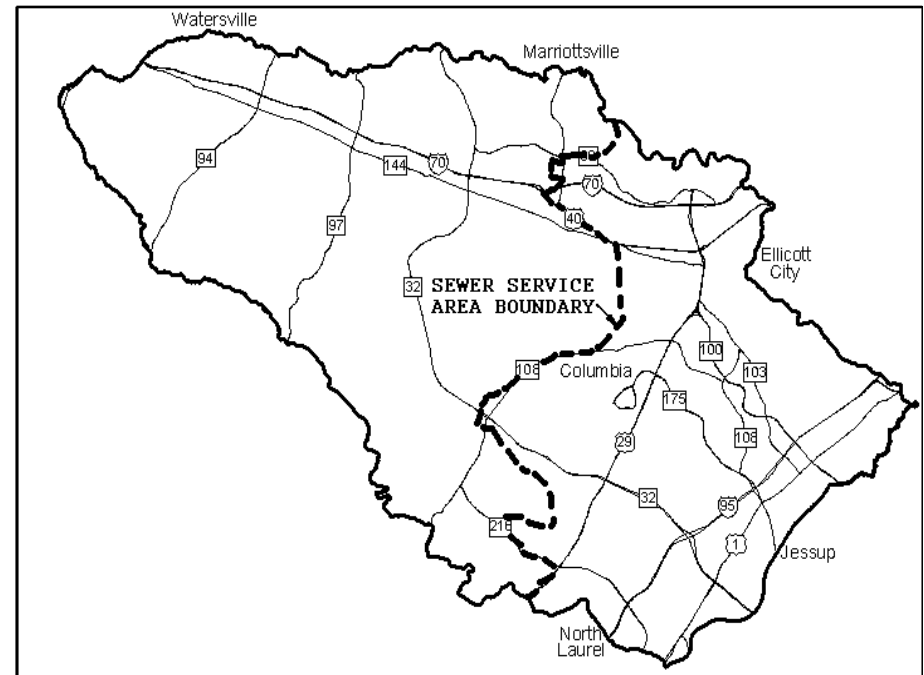 Watersville
Marriottsville
99
94
144
70
70
97
40
Ellicott
City
32
SEWER SERVICE
AREA BOUNDARY
108
Columbia
100
103
175
29
108
32
95
216
1
Jessup
North
Laurel